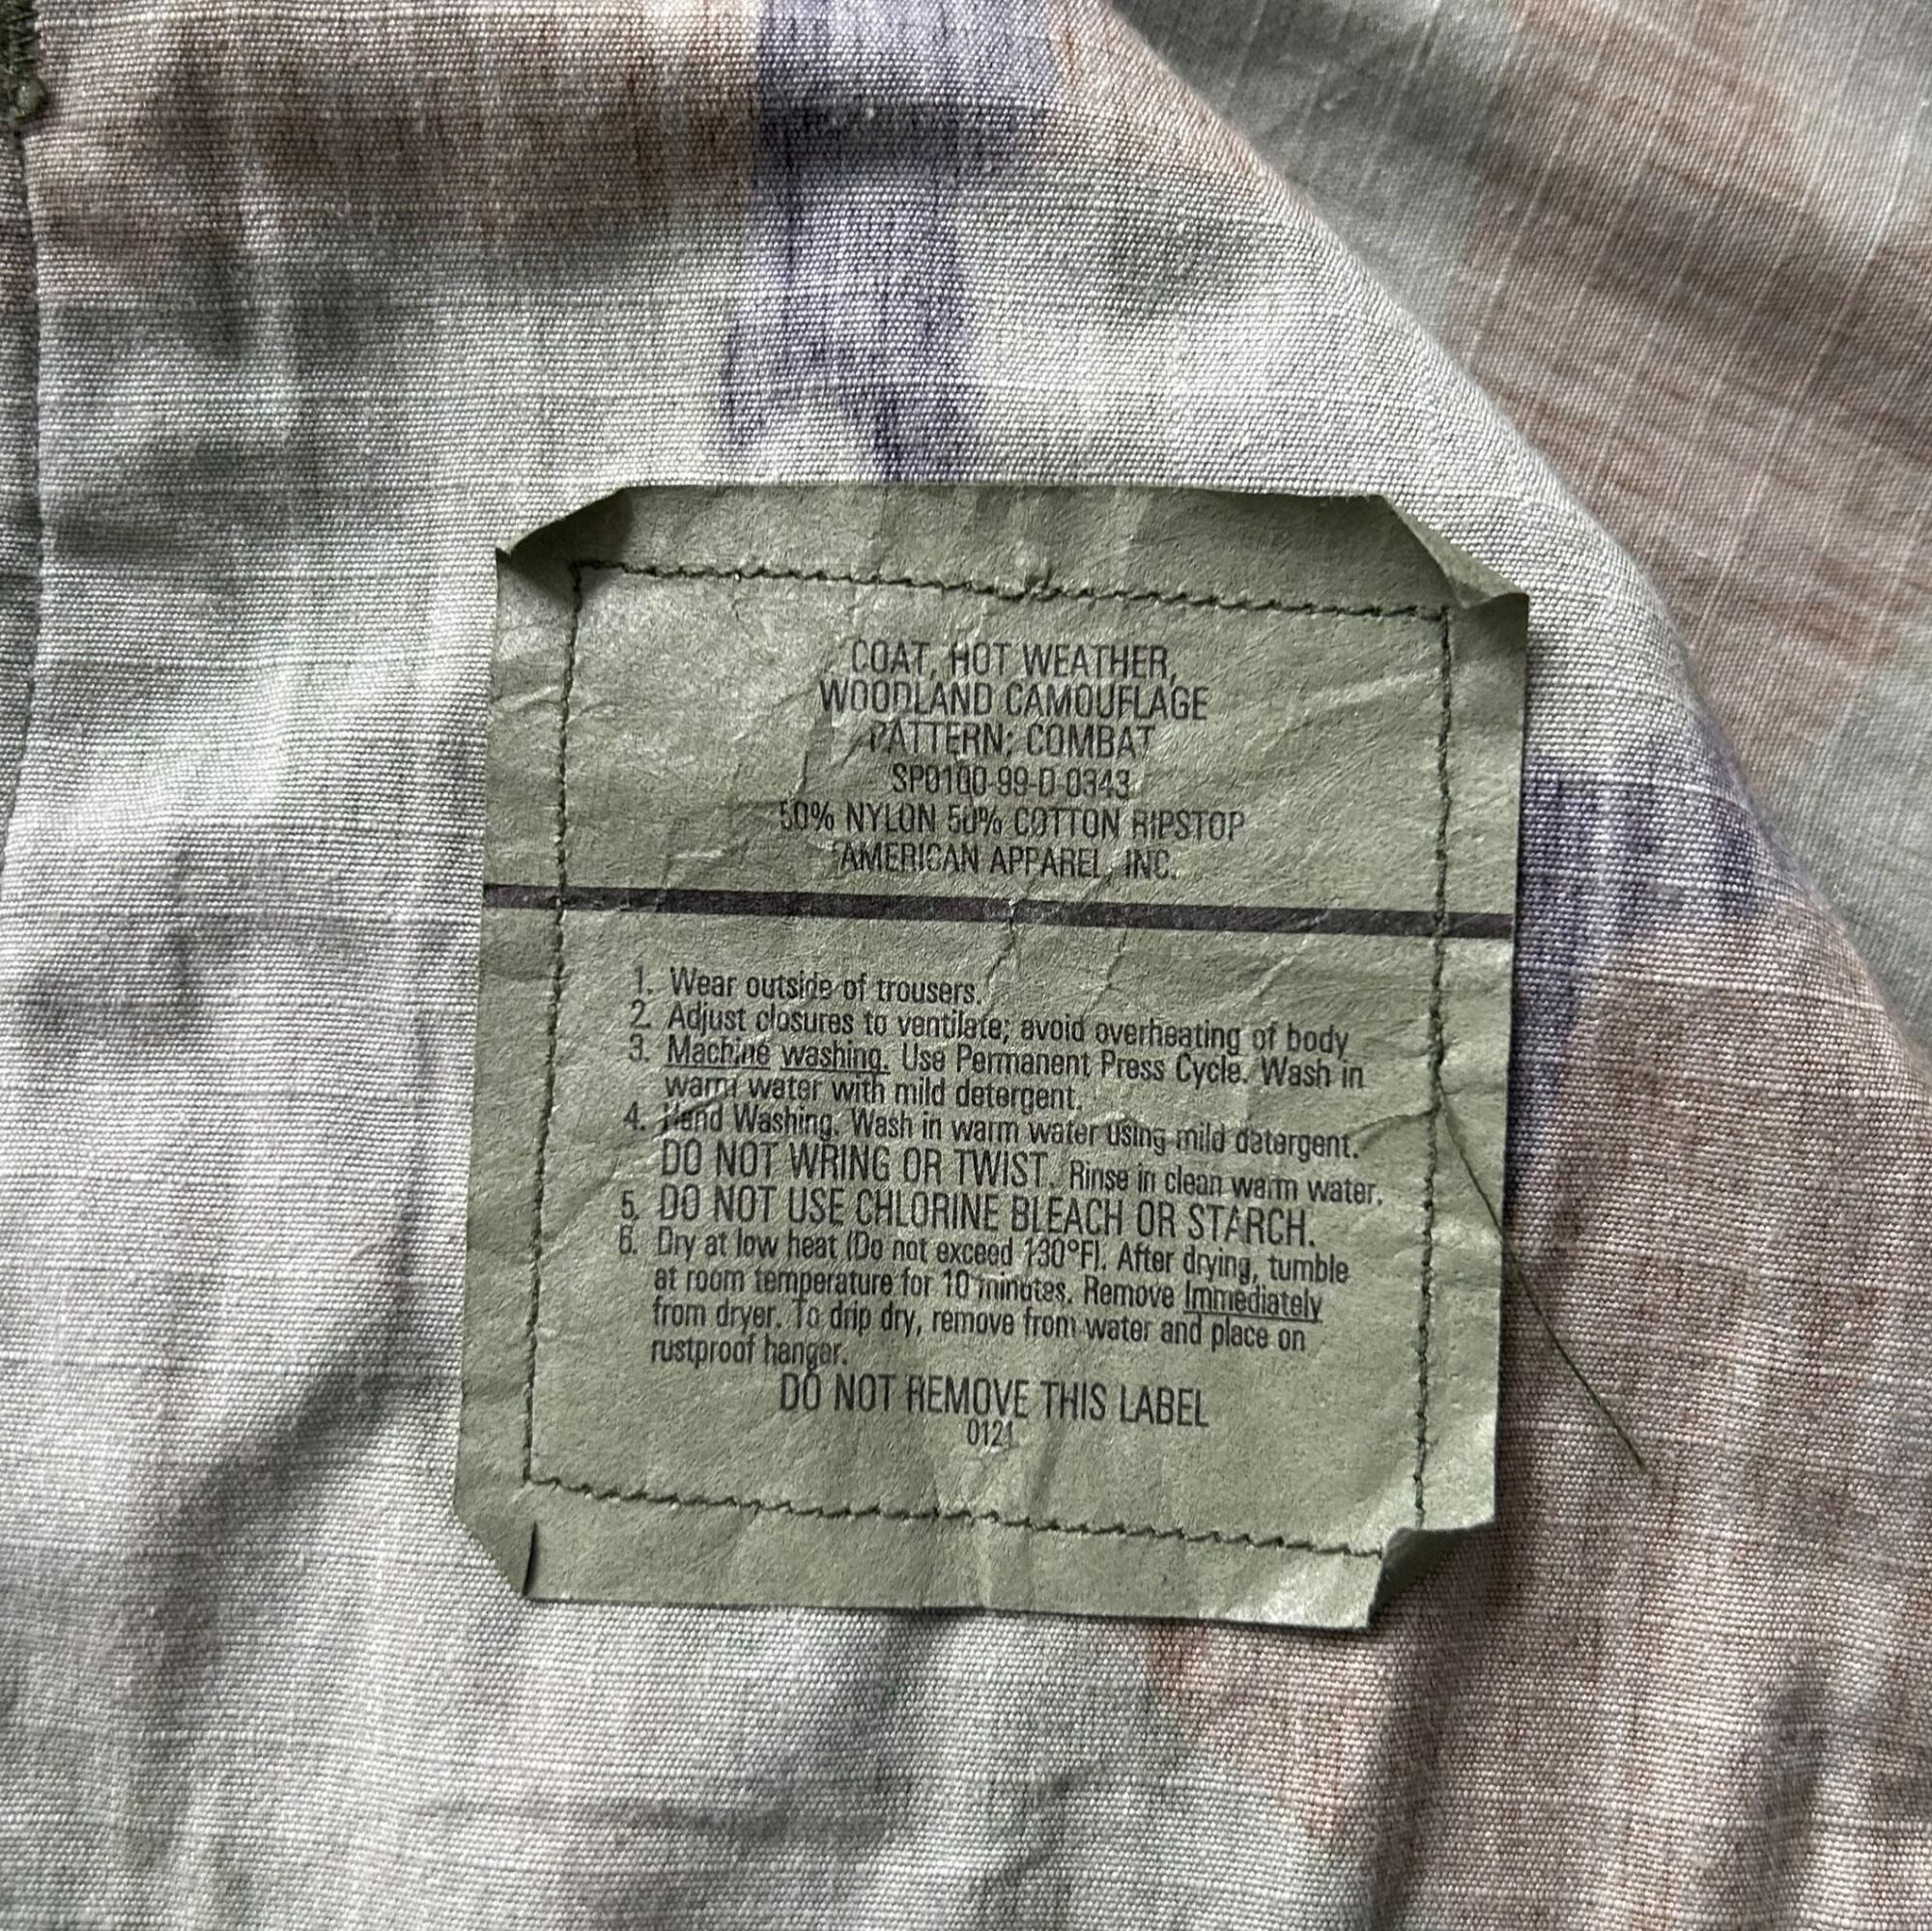 COAT, HOT WEATHER,
WOODLAND CAMOUFLAGE
PATTERN; COMBAT
SP0100-99-D-0343
50% NYLON 50% COTTON RIPSTOP
AMERICAN APPAREL, INC.
1. Wear outside of trousers.
2. Adjust closures to ventilate; avoid overheating of body
3. Machine washing. Use Permanent Press Cycle. Wash in
warm water with mild detergent.
4. Hand Washing. Wash in warm water using mild detergent.
DO NOT WRING OR TWIST. Rinse in clean warm water.
5. DO NOT USE CHLORINE BLEACH OR STARCH.
6. Dry at low heat (Do not exceed 130°F). After drying, tumble
at room temperature for 10 minutes. Remove Immediately
from dryer. To drip dry, remove from water and place on
rustproof hanger.
DO NOT REMOVE THIS LABEL
0121